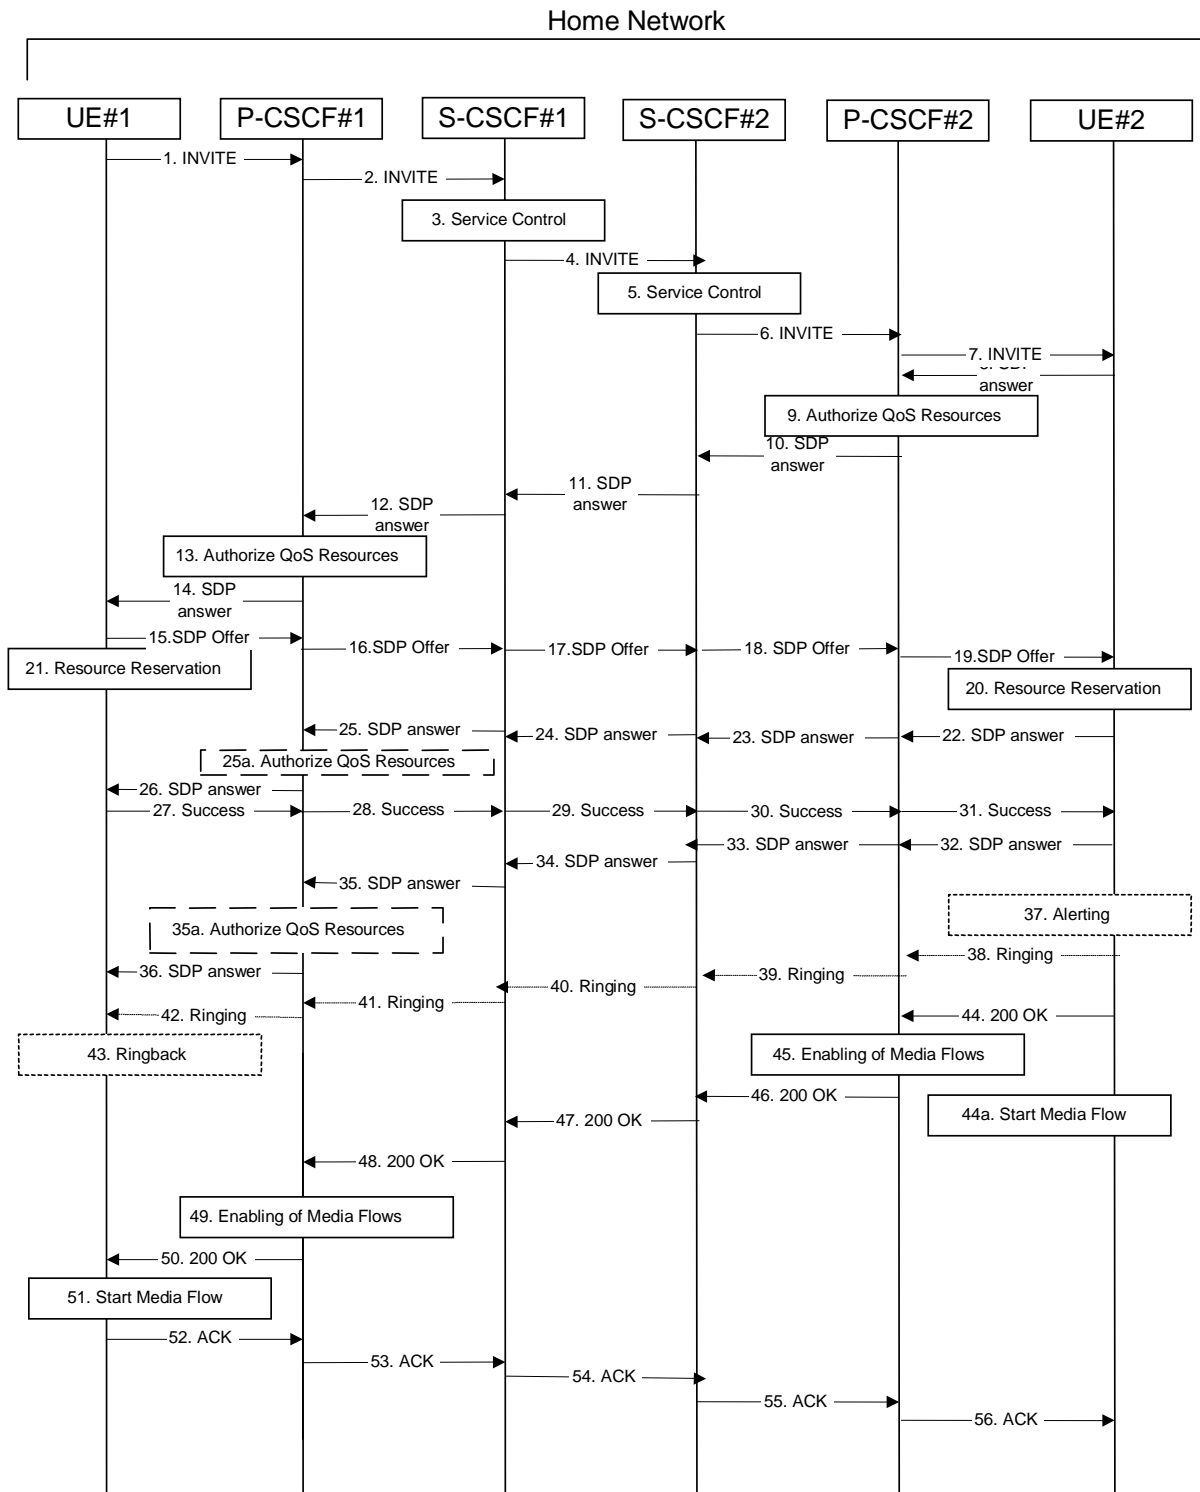 Home Network
UE#1
P-CSCF#1
S-CSCF#1
S-CSCF#2
P-CSCF#2
UE#2
1. INVITE
2. INVITE
3. Service Control
4. INVITE
5. Service Control
6. INVITE
7. INVITE
SDP
answer
9. Authorize QoS Resources
10. SDP
answer
11. SDP
answer
12. SDP
answer
13. Authorize QoS Resources
14. SDP
answer
15.SDP Offer
16.SDP Offer
17.SDP Offer
18. SDP Offer
19.SDP Offer
21. Resource Reservation
20. Resource Reservation
25. SDP answer
24. SDP answer
23. SDP answer
22. SDP answer
25a. Authorize QoS Resources
26. SDP answer
27. Success
28. Success
29. Success
30. Success
31. Success
33. SDP answer
32. SDP answer
34. SDP answer
35. SDP answer
37. Alerting
35a. Authorize QoS Resources
38. Ringing
36. SDP answer
39. Ringing
40. Ringing
41. Ringing
42. Ringing
44. 200 OK
43. Ringback
45. Enabling of Media Flows
46. 200 OK
44a. Start Media Flow
47. 200 OK
48. 200 OK
49. Enabling of Media Flows
50. 200 OK
51. Start Media Flow
52. ACK
53. ACK
54. ACK
55. ACK
56. ACK